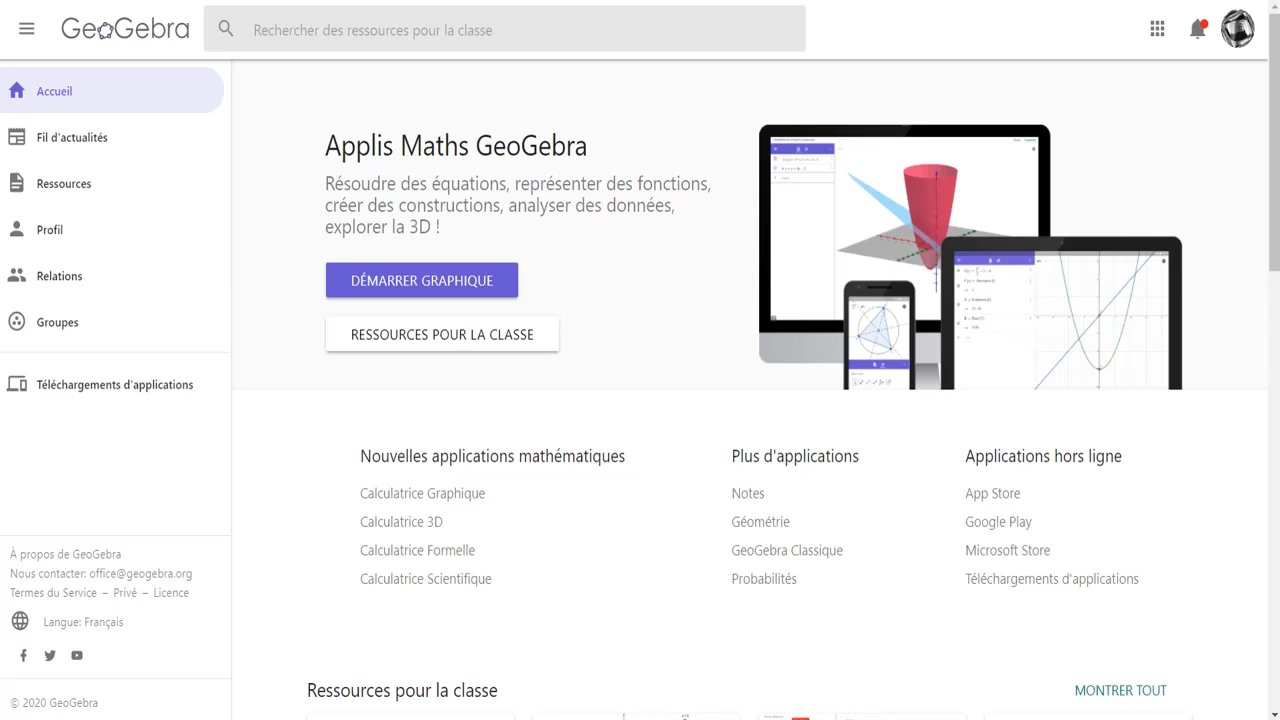 GeoGebra
Rechercher des ressources pour la classe
Accueil
Fil d'actualités
Ressources
Profil
Relations
Groupes
Téléchargements d'applications
À propos de GeoGebra
Nous contacter: office@geogebra.org
Termes du Service – Privé – Licence
Langue: Français
© 2020 GeoGebra
Applis Maths GeoGebra
Résoudre des équations, représenter des fonctions,
créer des constructions, analyser des données,
explorer la 3D !
DÉMARRER GRAPHIQUE
RESSOURCES POUR LA CLASSE
Nouvelles applications mathématiques
Calculatrice Graphique
Calculatrice 3D
Calculatrice Formelle
Calculatrice Scientifique
Plus d'applications
Notes
Géométrie
GeoGebra Classique
Probabilités
Applications hors ligne
App Store
Google Play
Microsoft Store
Téléchargements d'applications
Ressources pour la classe
MONTRER TOUT